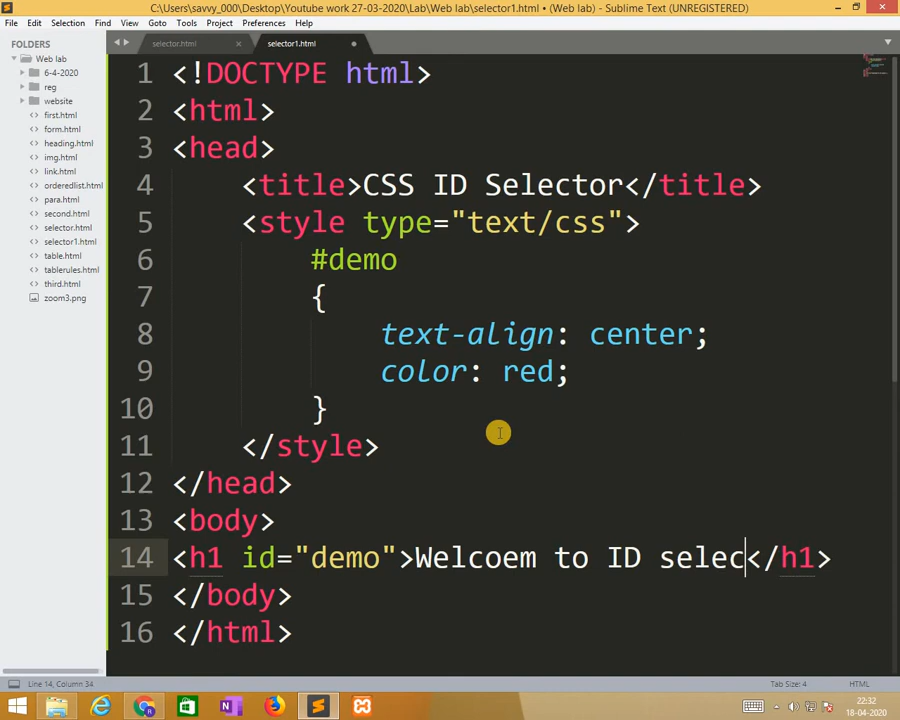 C:\Users\savvy_000\Desktop\Youtube work 27-03-2020\Lab\Web lab\selector1.html • (Web lab) - Sublime Text (UNREGISTERED)
File Edit Selection Find View Goto Tools Project Preferences Help
FOLDERS
Web lab
6-4-2020
reg
website
first.html
form.html
heading.html
img.html
link.html
orderedlist.html
para.html
second.html
selector.html
selector1.html
table.html
tablerules.html
third.html
zoom3.png
selector.html
selector1.html
1 <!DOCTYPE html>
2 <html>
3 <head>
4 <title>CSS ID Selector</title>
5 <style type="text/css">
6 #demo
7 {
8 text-align: center;
9 color: red;
10 }
11 </style>
12 </head>
13 <body>
14 <h1 id="demo">Welcoem to ID selec</h1>
15 </body>
16 </html>
Line 14, Column 34
Tab Size: 4
HTML
22:32
18-04-2020